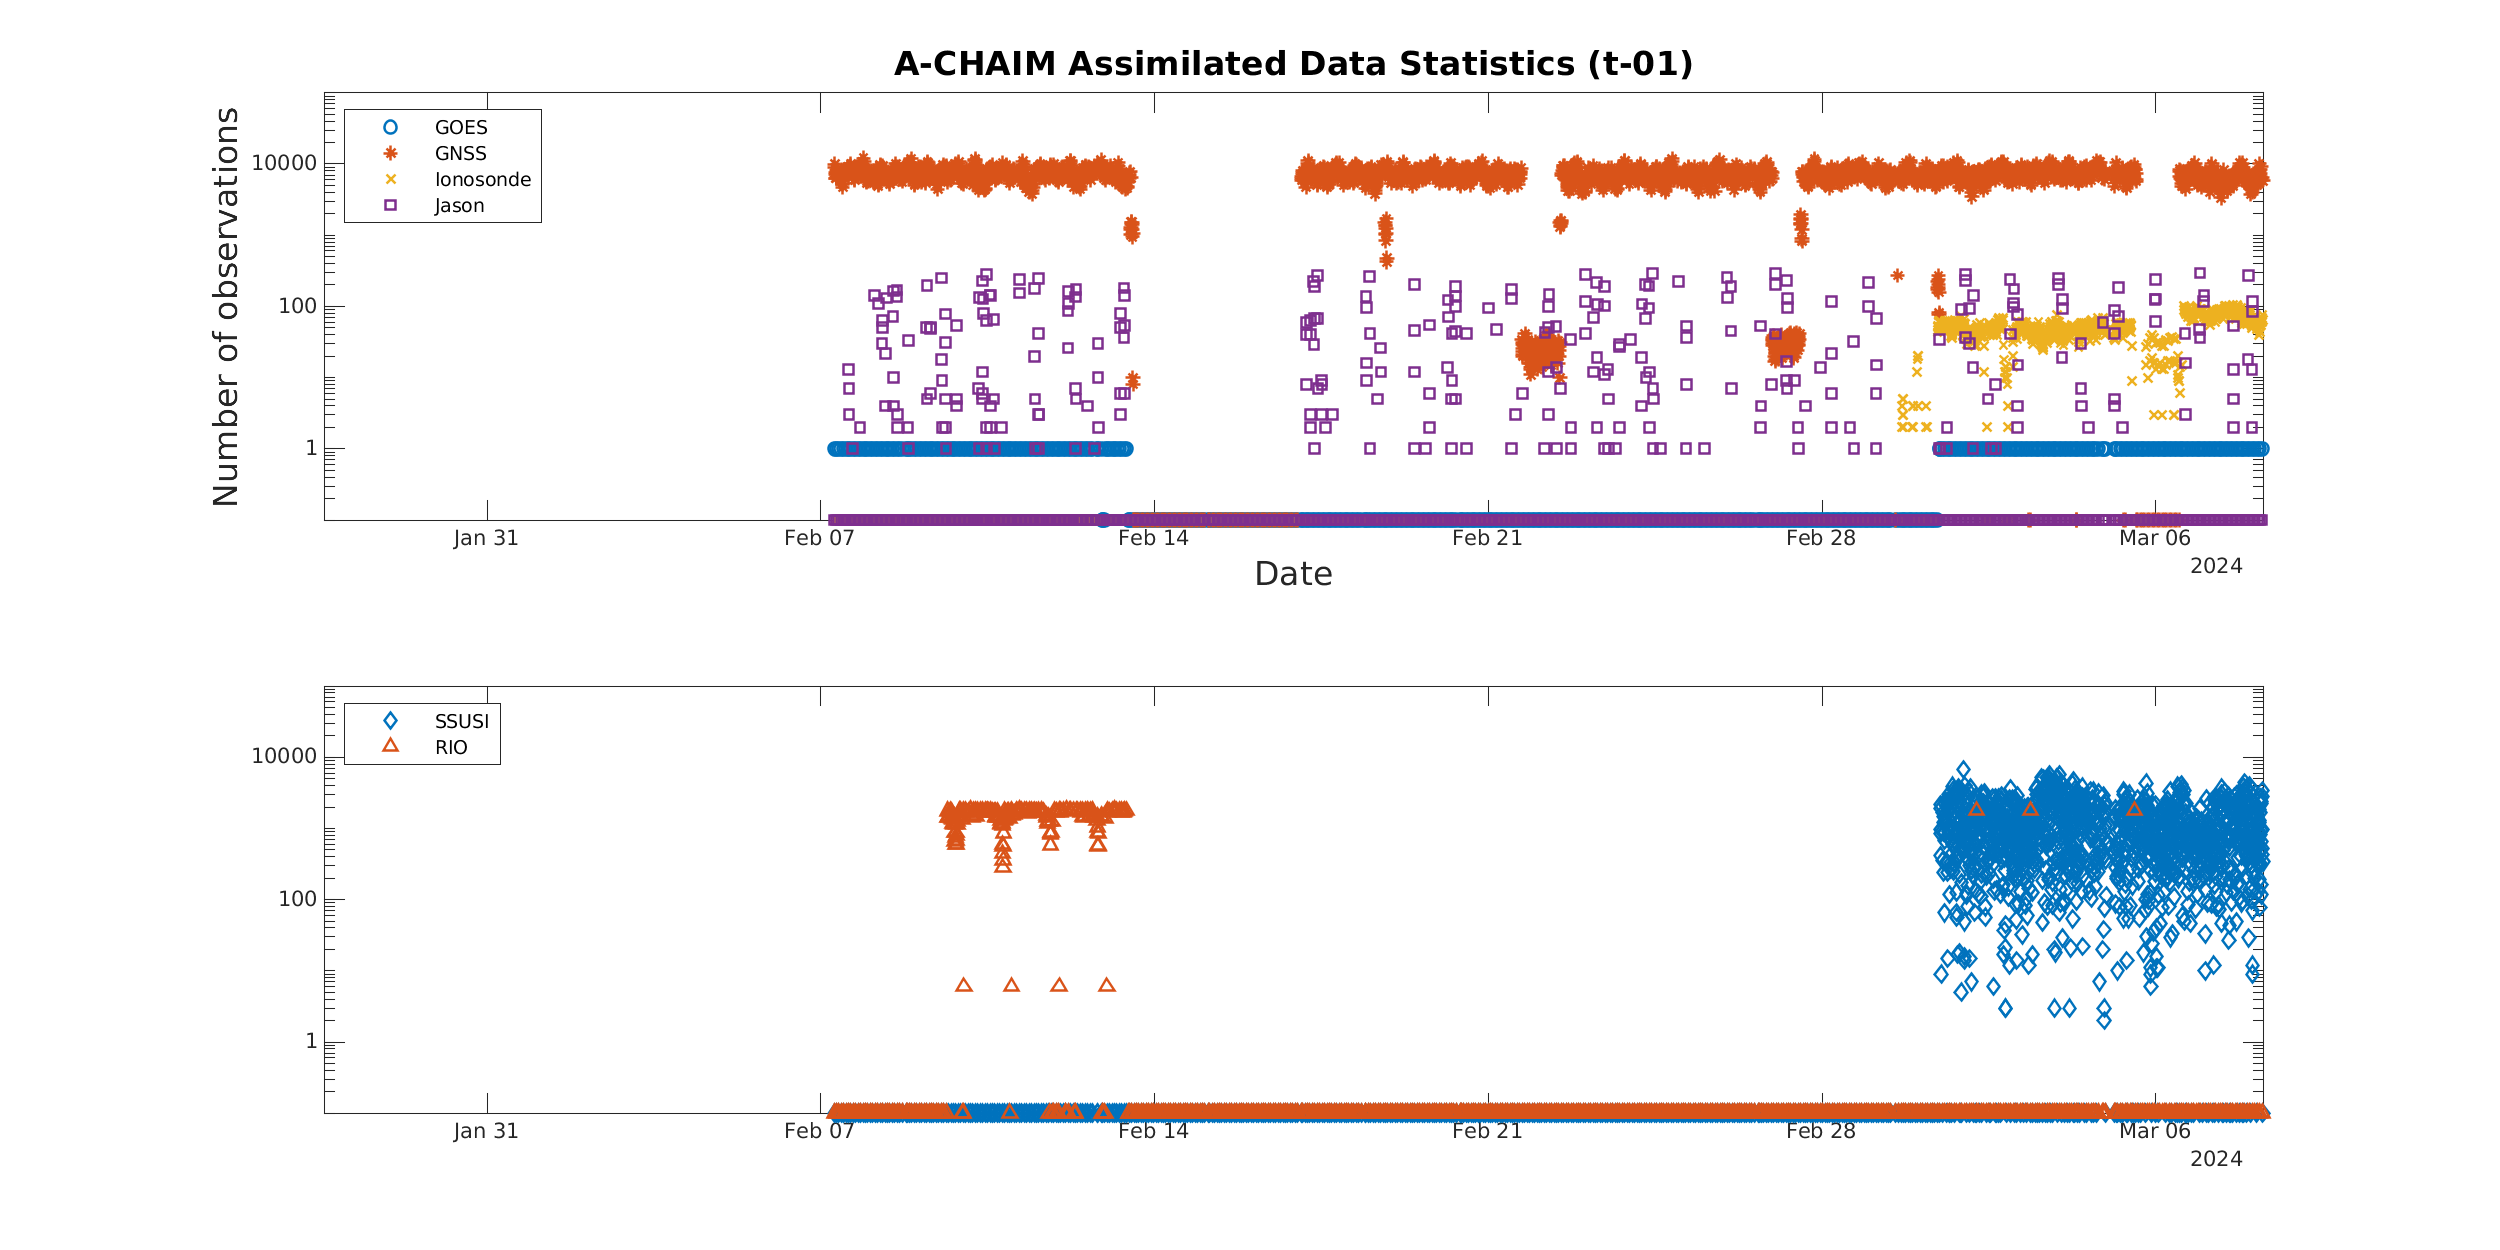 A-CHAIM Assimilated Data Statistics (t-01)
Number of observations
GOES
GNSS
Ionosonde
Jason
10000
100
1
Jan 31
Feb 07
Feb 14
Feb 21
Feb 28
Mar 06
2024
Date
SSUSI
RIO
10000
100
1
Jan 31
Feb 07
Feb 14
Feb 21
Feb 28
Mar 06
2024